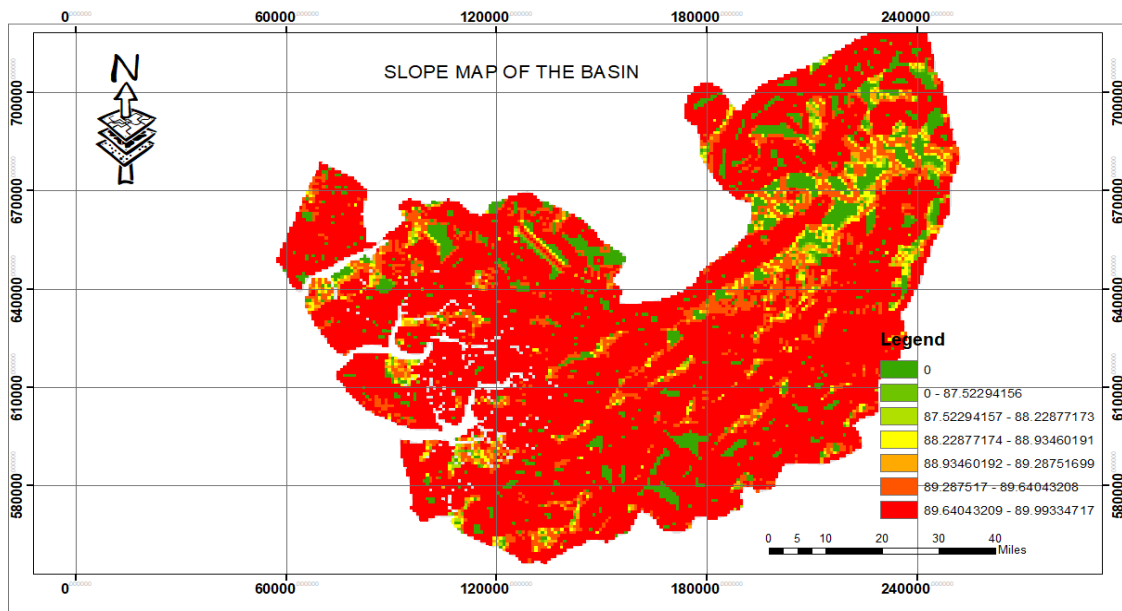 0 60000 120000 180000 240000
N
SLOPE MAP OF THE BASIN
700000 700000
670000 670000
640000 640000
610000 610000
580000 580000
Legend
0
0 - 87.52294156
87.52294157 - 88.22877173
88.22877174 - 88.93460191
88.93460192 - 89.28751699
89.287517 - 89.64043208
89.64043209 - 89.99334717
0 5 10 20 30 40
Miles
0 60000 120000 180000 240000